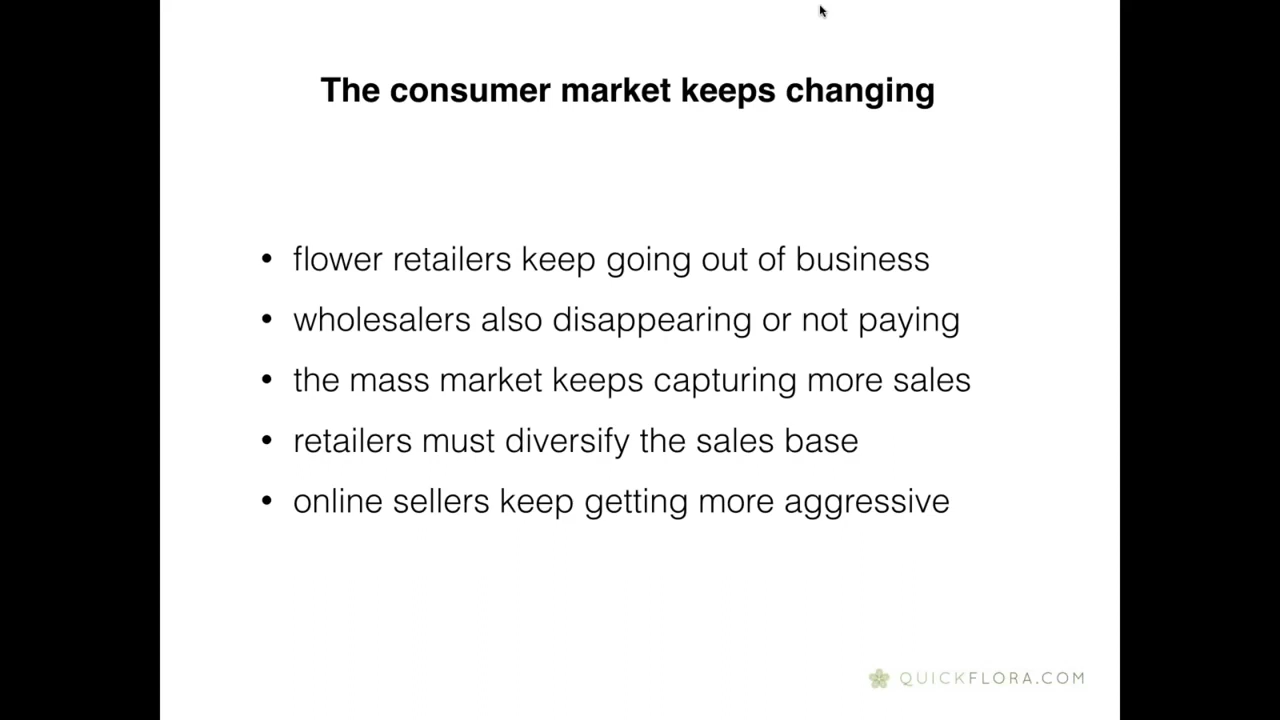 The consumer market keeps changing
• flower retailers keep going out of business
• wholesalers also disappearing or not paying
• the mass market keeps capturing more sales
• retailers must diversify the sales base
• online sellers keep getting more aggressive
QUICKFLORA.COM